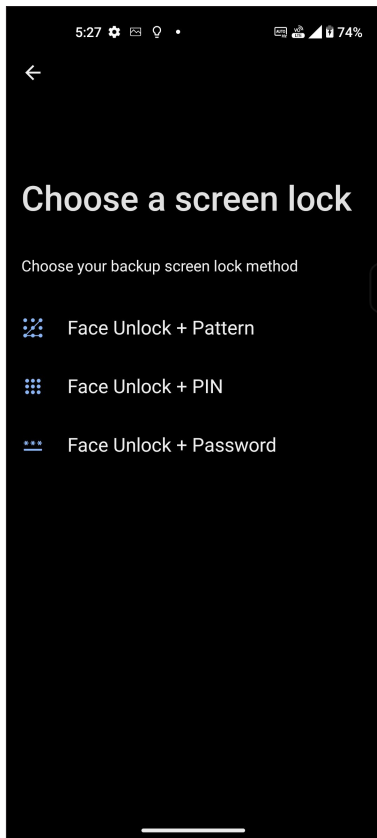 5:27 74%
Choose a screen lock
Choose your backup screen lock method
Face Unlock + Pattern
Face Unlock + PIN
Face Unlock + Password